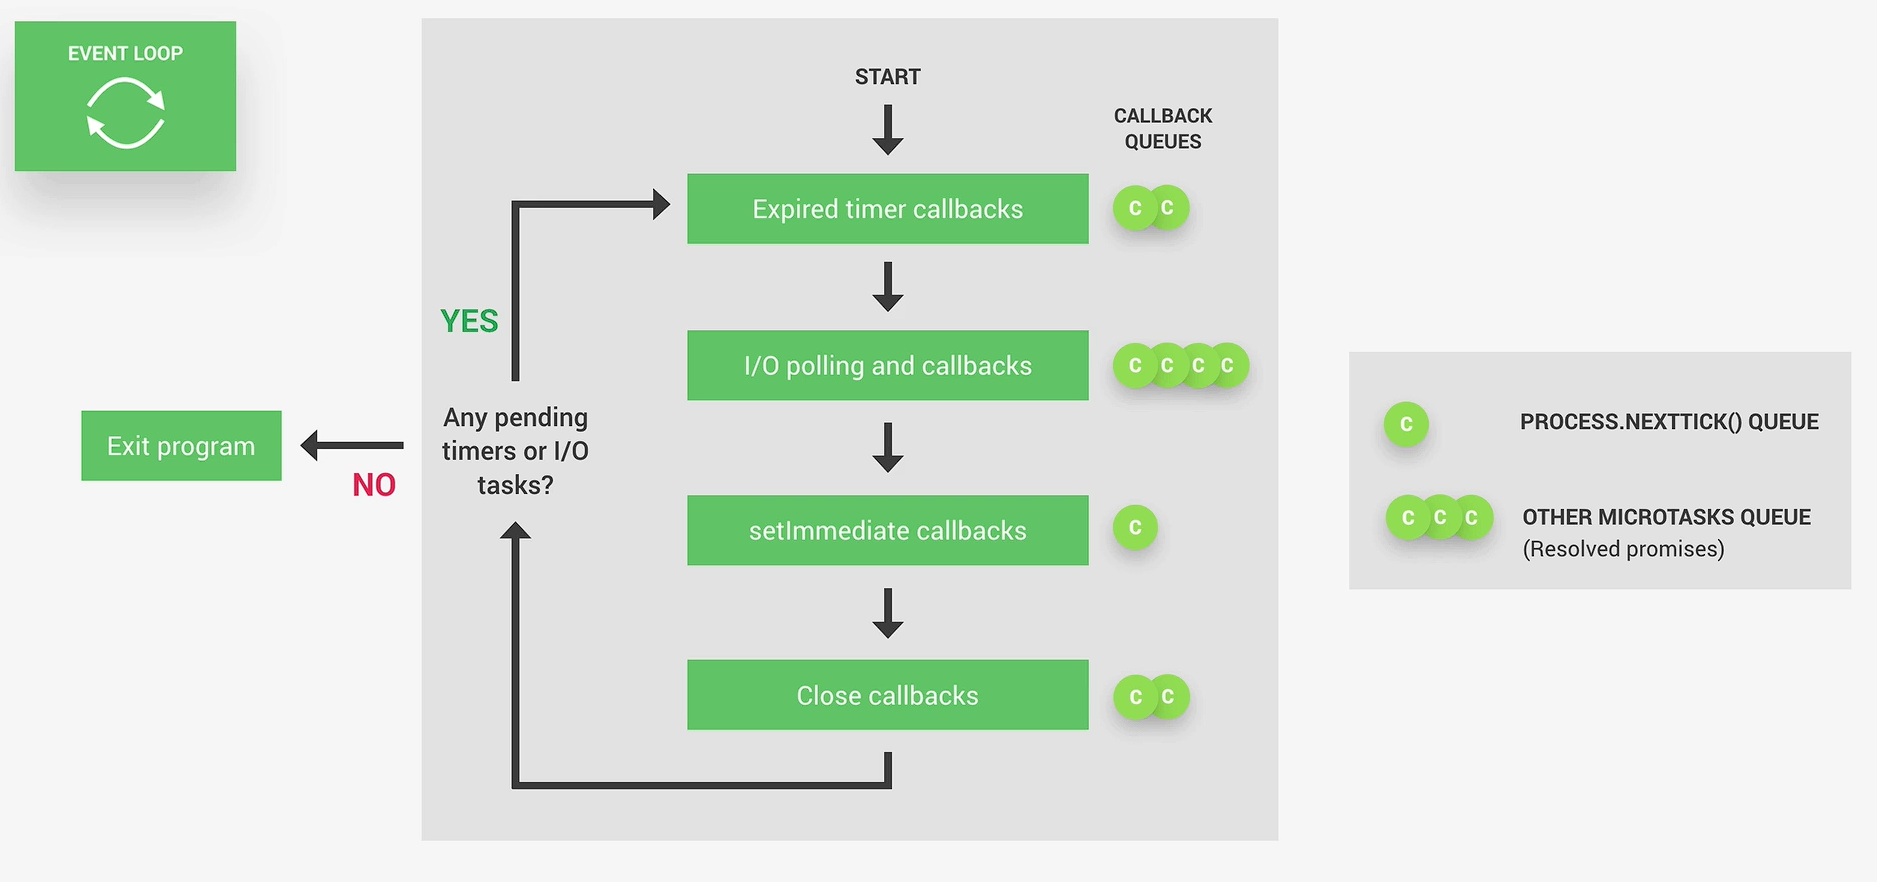 EVENT LOOP
START
CALLBACK
QUEUES
Expired timer callbacks
C C
YES
I/O polling and callbacks
C C C C
Any pending
timers or I/O
tasks?
Exit program
NO
setImmediate callbacks
C
Close callbacks
C C
C PROCESS.NEXTTICK() QUEUE
C C C OTHER MICROTASKS QUEUE
(Resolved promises)